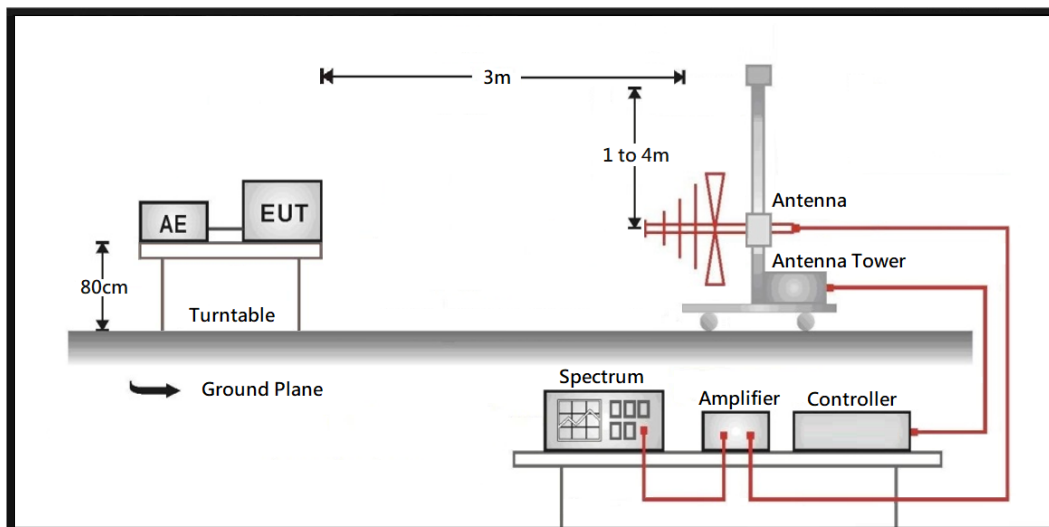 3m
1 to 4m
Antenna
AE
EUT
Antenna Tower
80cm
Turntable
Ground Plane
Spectrum
Amplifier
Controller